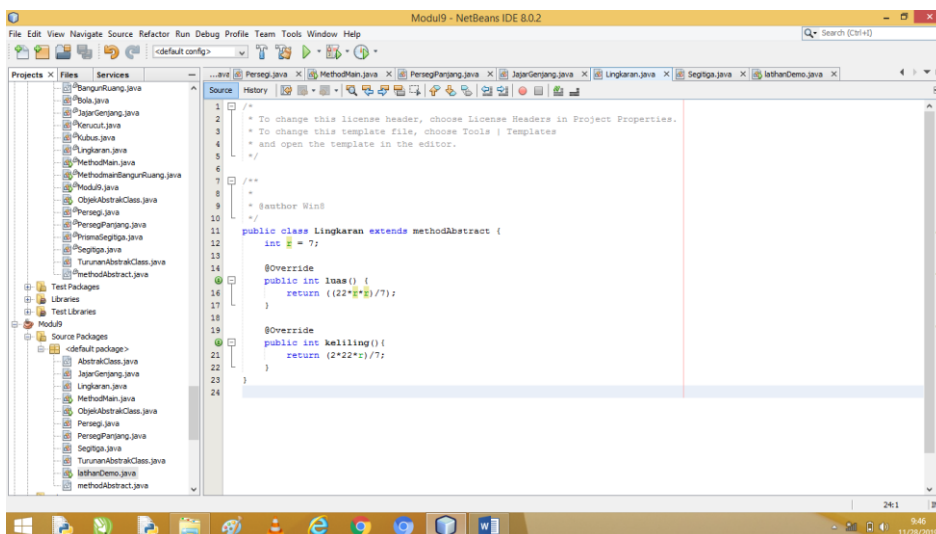 Modul9 - NetBeans IDE 8.0.2
File Edit View Navigate Source Refactor Run Debug Profile Team Tools Window Help
Search (Ctrl+I)
<default config>
Projects Files Services
...ava Persegi.java MethodMain.java PersegiPanjang.java JajarGenjang.java Lingkaran.java Segitiga.java latihanDemo.java
Source History
BangunRuang.java
Bola.java
JajarGenjang.java
Kerucut.java
Kubus.java
Lingkaran.java
MethodMain.java
MethodmainBangunRuang.java
Modul9.java
ObjekAbstrakClass.java
Persegi.java
PersegiPanjang.java
PrismaSegitiga.java
Segitiga.java
TurunanAbstrakClass.java
methodAbstract.java
Test Packages
Libraries
Test Libraries
Modul9
Source Packages
<default package>
AbstrakClass.java
JajarGenjang.java
Lingkaran.java
MethodMain.java
ObjekAbstrakClass.java
Persegi.java
PersegiPanjang.java
Segitiga.java
TurunanAbstrakClass.java
latihanDemo.java
methodAbstract.java
1 /*
2 * To change this license header, choose License Headers in Project Properties.
3 * To change this template file, choose Tools | Templates
4 * and open the template in the editor.
5 */
6
7 /**
8 *
9 * @author Win8
10 */
11 public class Lingkaran extends methodAbstract {
12 int r = 7;
13
14 @Override
public int luas() {
16 return ((22*r*r)/7);
17 }
18
19 @Override
public int keliling(){
21 return (2*22*r)/7;
22 }
23 }
24
24:1
9:46